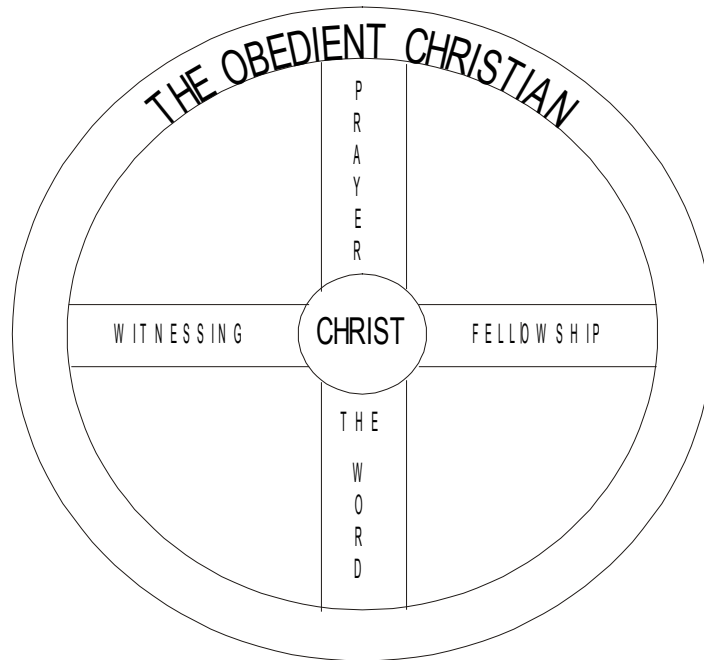 THE OBEDIENT CHRISTIAN
PRAYER
WITNESSING
CHRIST
FELLOWSHIP
THE WORD